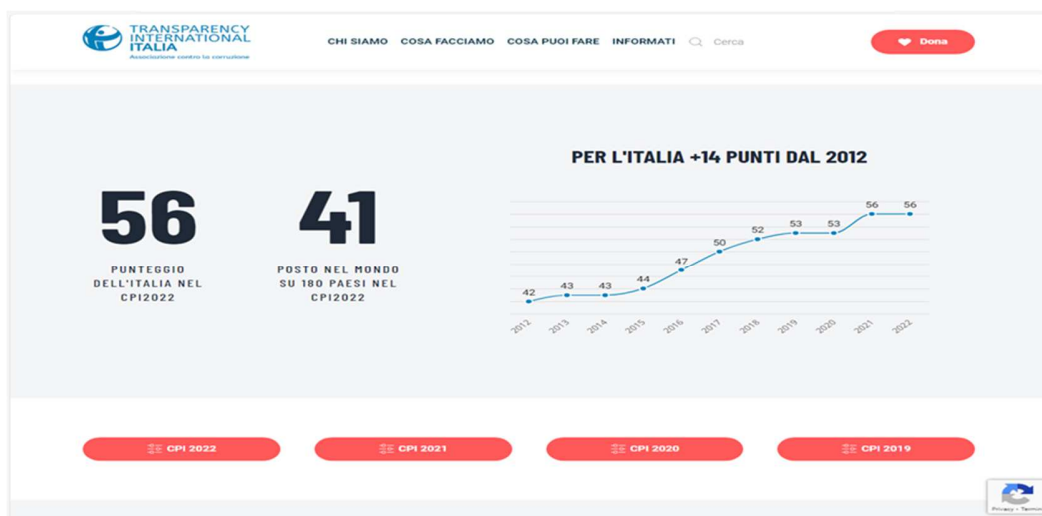 TRANSPARENCY
INTERNATIONAL
ITALIA
Associazione contro la corruzione
CHI SIAMO COSA FACCIAMO COSA PUOI FARE INFORMATI Cerca
Dona
PER L'ITALIA +14 PUNTI DAL 2012
56
PUNTEGGIO
DELL'ITALIA NEL
CPI2022
41
POSTO NEL MONDO
SU 180 PAESI NEL
CPI2022
42 43 43 44 47 50 52 53 53 56 56
2012 2013 2014 2015 2016 2017 2018 2019 2020 2021 2022
CPI 2022
CPI 2021
CPI 2020
CPI 2019
Privacy -